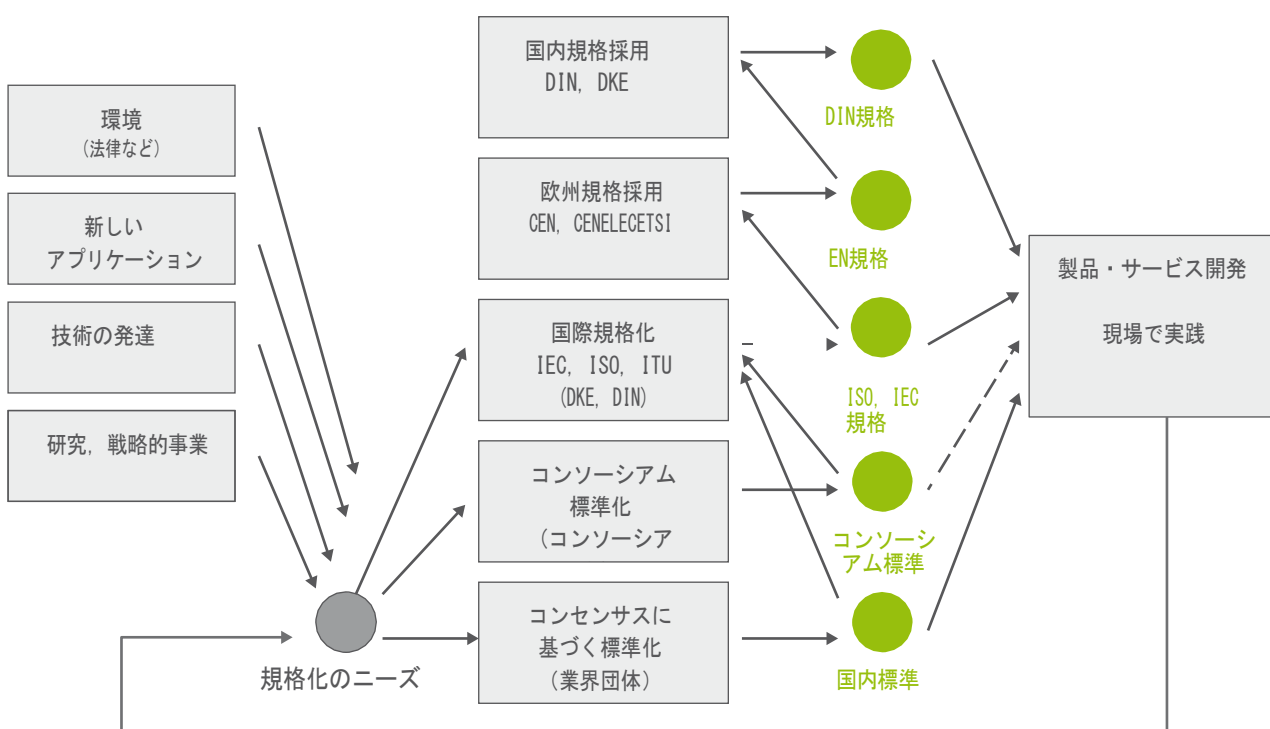 環境
(法律など)
新しい
アプリケーション
技術の発達
研究, 戦略的事業
規格化のニーズ
国内規格採用
DIN, DKE
欧州規格採用
CEN, CENELECETSI
国際規格化
IEC, ISO, ITU
(DKE, DIN)
コンソーシアム
標準化
(コンソーシア
コンセンサスに
基づく標準化
(業界団体)
DIN規格
EN規格
ISO, IEC
規格
コンソーシ
アム標準
国内標準
製品・サービス開発
現場で実践